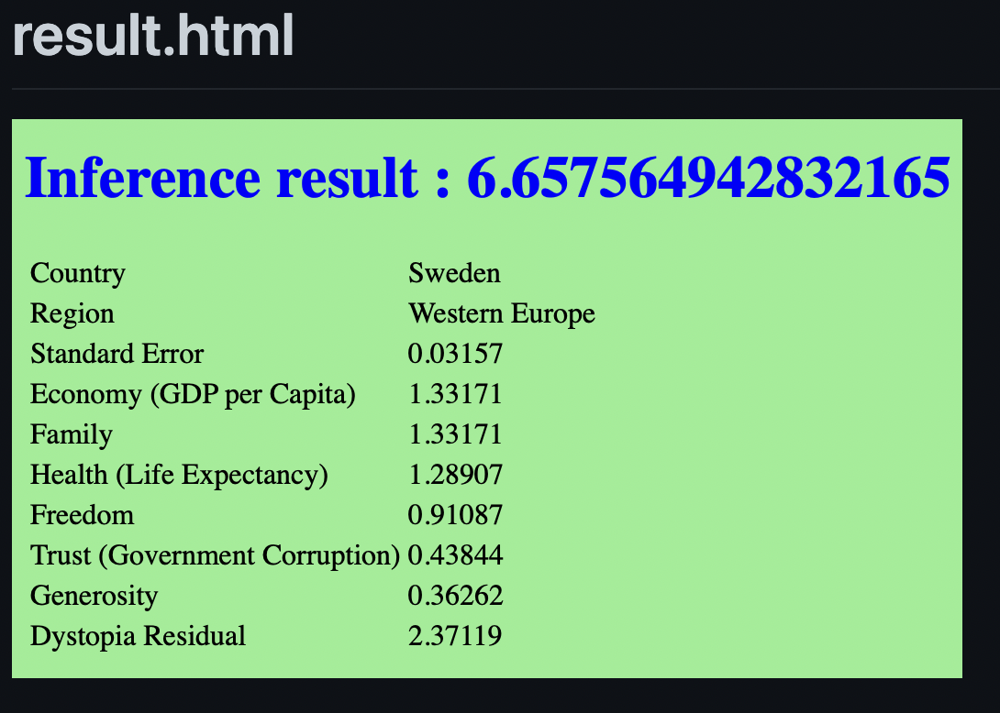 result.html
Inference result : 6.657564942832165
Country Sweden
Region Western Europe
Standard Error 0.03157
Economy (GDP per Capita) 1.33171
Family 1.33171
Health (Life Expectancy) 1.28907
Freedom 0.91087
Trust (Government Corruption) 0.43844
Generosity 0.36262
Dystopia Residual 2.37119